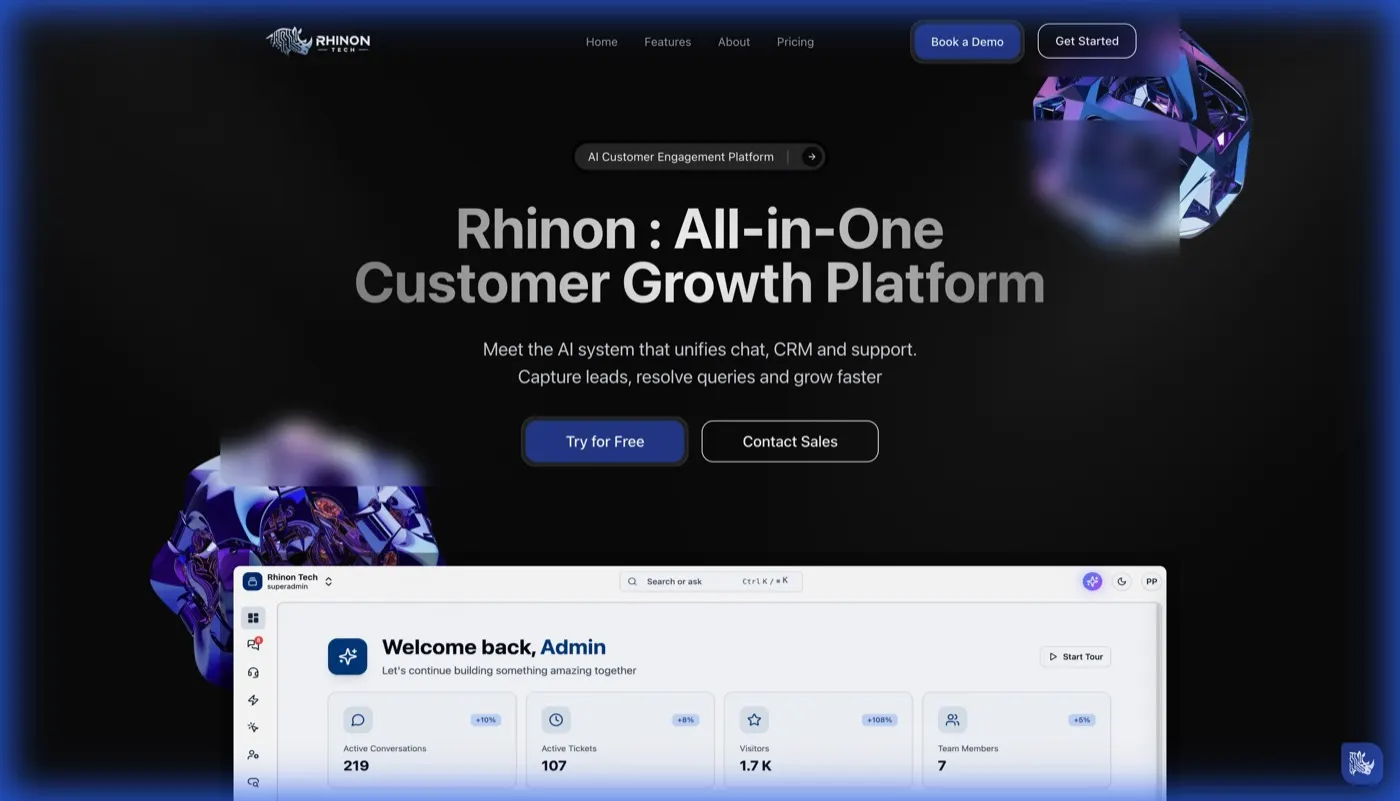 RHINON
TECH
Home
Features
About
Pricing
Book a Demo
Get Started
AI Customer Engagement Platform
Rhinon : All-in-One
Customer Growth Platform
Meet the AI system that unifies chat, CRM and support.
Capture leads, resolve queries and grow faster
Try for Free
Contact Sales
Rhinon Tech
superadmin
Search or ask
Ctrl K / ⌘ K
PP
Welcome back, Admin
Let's continue building something amazing together
Start Tour
+10%
Active Conversations
219
+8%
Active Tickets
107
+108%
Visitors
1.7 K
+5%
Team Members
7